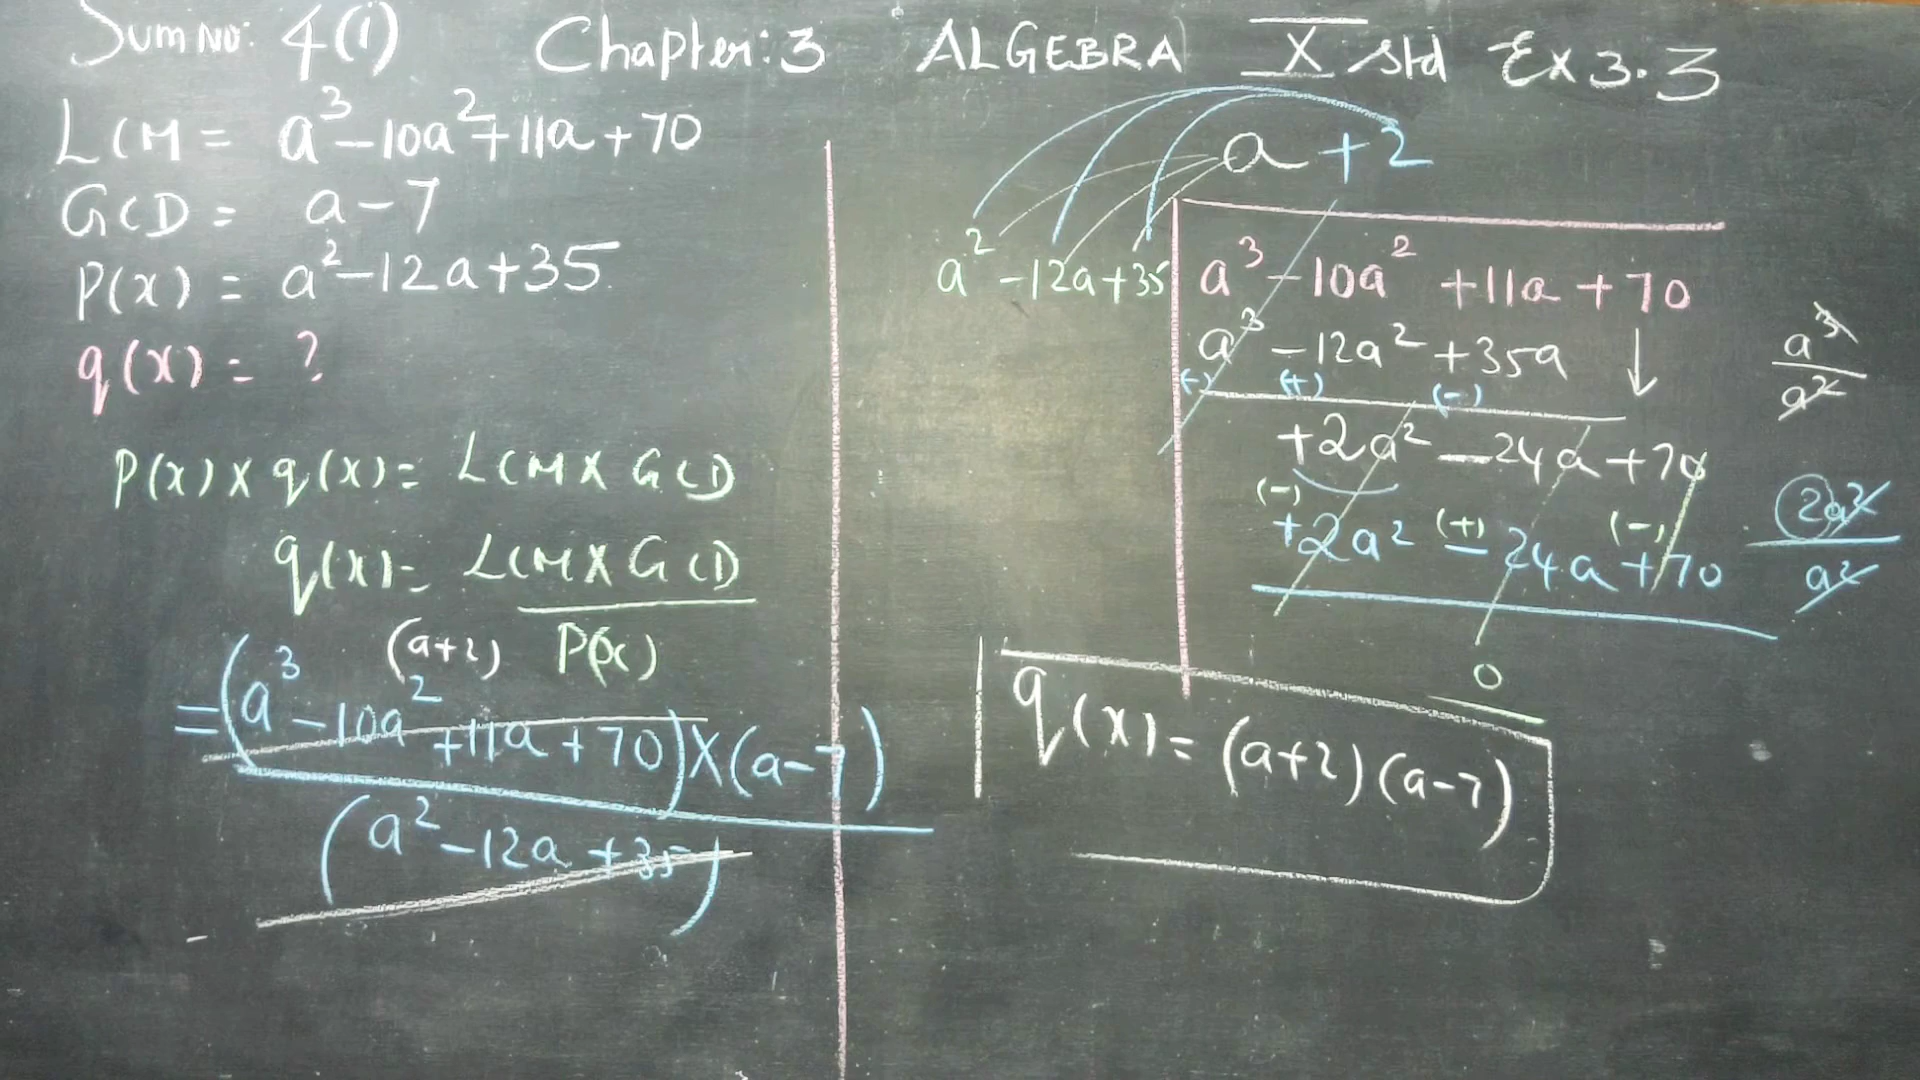 Sum No: 4(i) Chapter: 3 ALGEBRA X std Ex 3.3
LCM = a³-10a²+11a+70
GCD = a-7
P(x) = a²-12a+35
q(x) = ?
P(x) x q(x) = LCM X GCD
q(x) = LCM X GCD
P(x)
(a+2)
= (a³-10a²+11a+70) X (a-7)
(a²-12a+35)
a+2
a²-12a+35 a³-10a²+11a+70
a³-12a²+35a
(-) (+) (-)
a³
a²
+2a²-24a+70
(-) (+) (-)
+2a²-24a+70
2a²
a²
0
q(x) = (a+2)(a-7)